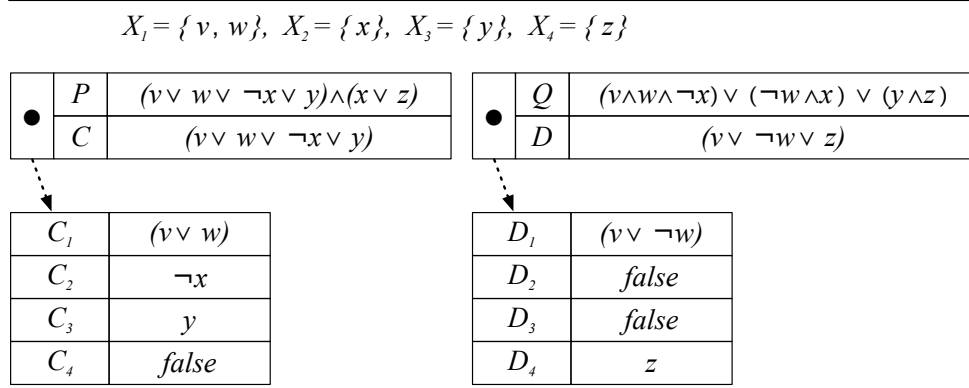 X₁ = { v, w}, X₂ = { x}, X₃ = { y}, X₄ = { z}
P (v∨ w∨ ¬x∨ y)∧(x∨ z)
C (v∨ w∨ ¬x∨ y)
Q (v∧w∧¬x)∨ (¬w∧x) ∨ (y∧z)
D (v∨ ¬w∨ z)
C₁ (v∨ w)
C₂ ¬x
C₃ y
C₄ false
D₁ (v∨ ¬w)
D₂ false
D₃ false
D₄ z